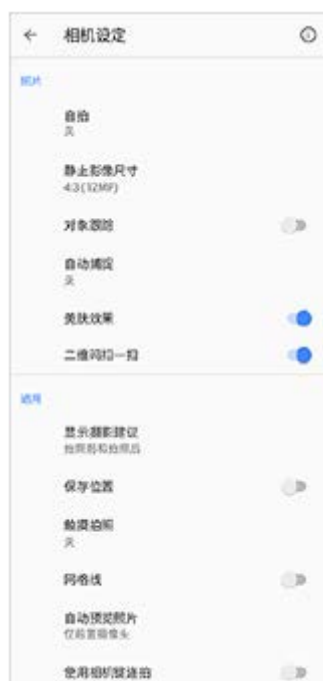 相机设定
照片
自拍
关
静止影像尺寸
4:3 (12MP)
对象跟踪
自动捕捉
关
美肤效果
二维码扫一扫
通用
显示摄影建议
拍照前和拍照后
保存位置
触摸拍照
关
网格线
自动预览照片
仅前置摄像头
使用相机键连拍